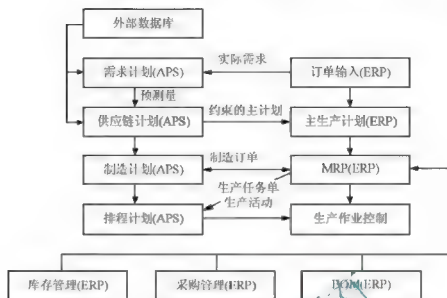 外部数据库
实际需求
需求计划(APS)
订单输入(ERP)
预测量
约束的主计划
供应链计划(APS)
主生产计划(ERP)
制造订单
制造计划(APS)
MRP(ERP)
生产任务单
生产活动
排程计划(APS)
生产作业控制
库存管理(ERP)
采购管理(ERP)
BOM(ERP)